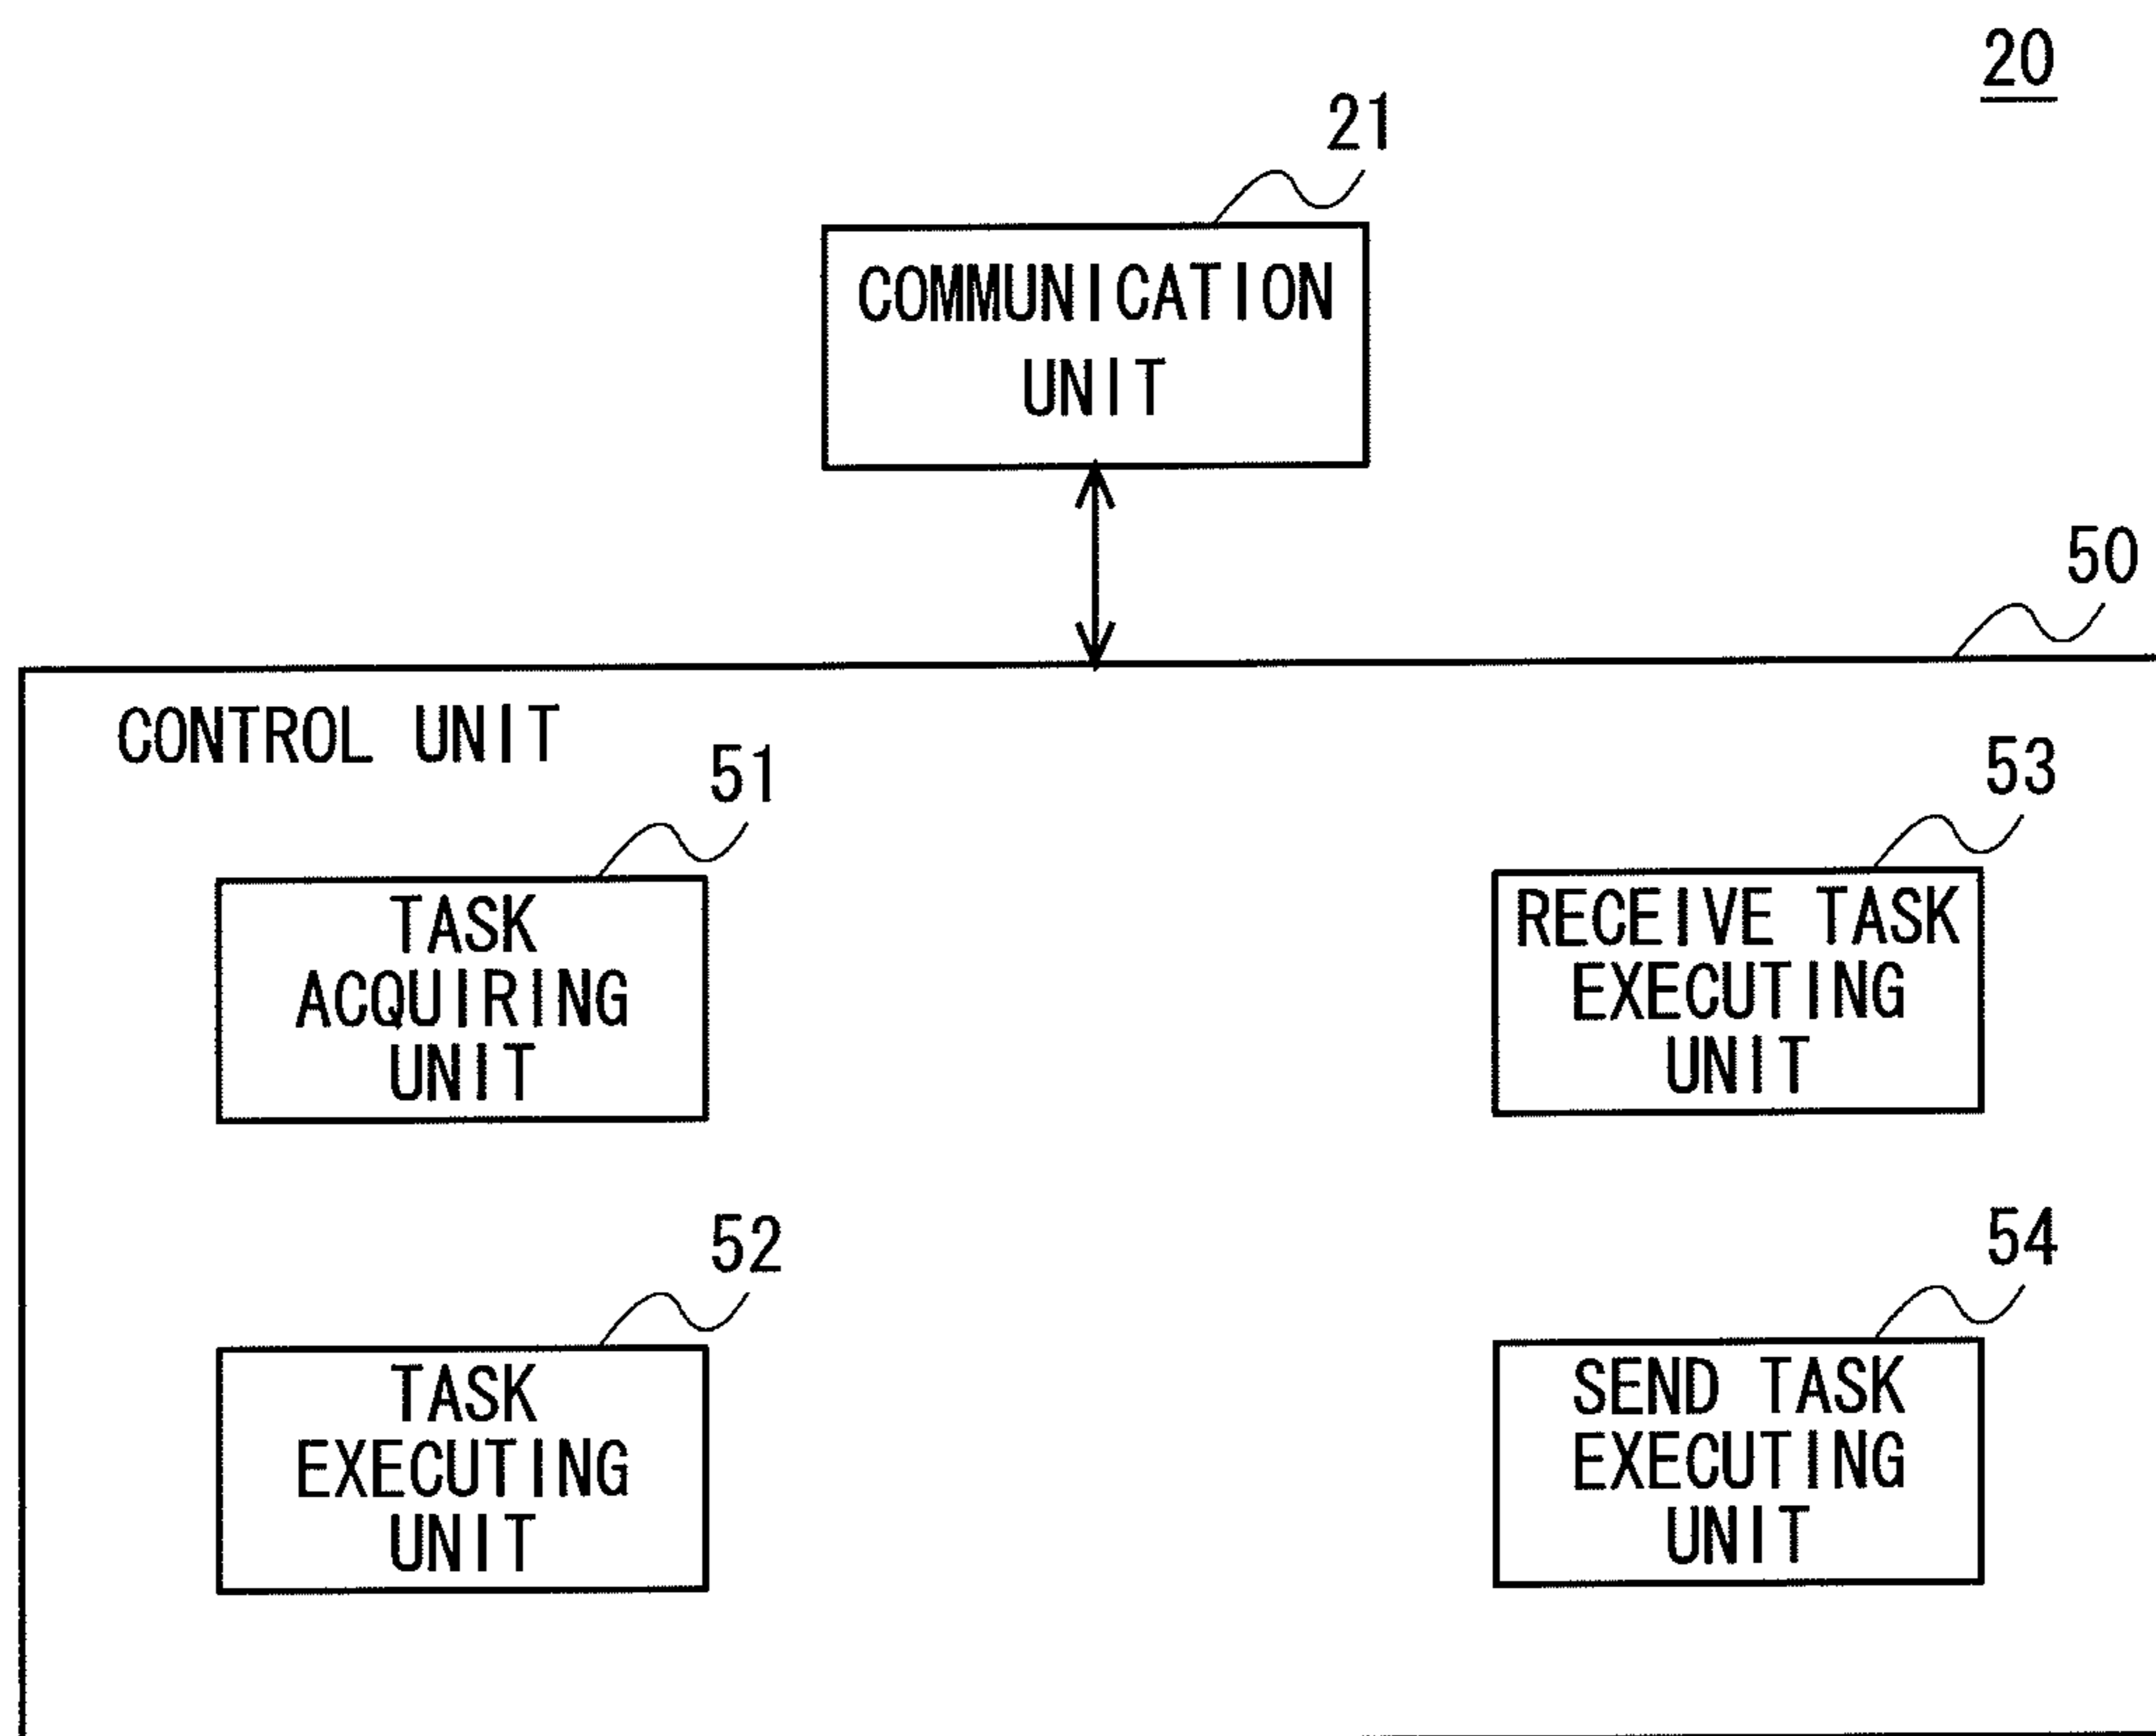 20
21
COMMUNICATION
UNIT
50
CONTROL UNIT
51
TASK
ACQUIRING
UNIT
53
RECEIVE TASK
EXECUTING
UNIT
52
TASK
EXECUTING
UNIT
54
SEND TASK
EXECUTING
UNIT